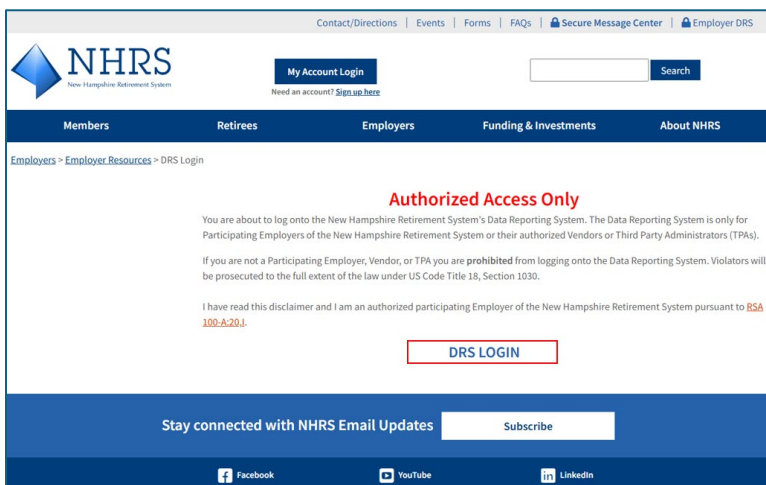 Contact/Directions | Events | Forms | FAQs | Secure Message Center | Employer DRS
NHRS
New Hampshire Retirement System
My Account Login
Search
Need an account? Sign up here
Members Retirees Employers Funding & Investments About NHRS
Employers > Employer Resources > DRS Login
Authorized Access Only
You are about to log onto the New Hampshire Retirement System's Data Reporting System. The Data Reporting System is only for
Participating Employers of the New Hampshire Retirement System or their authorized Vendors or Third Party Administrators (TPAs).
If you are not a Participating Employer, Vendor, or TPA you are prohibited from logging onto the Data Reporting System. Violators will
be prosecuted to the full extent of the law under US Code Title 18, Section 1030.
I have read this disclaimer and I am an authorized participating Employer of the New Hampshire Retirement System pursuant to RSA
100-A:20,I.
DRS LOGIN
Stay connected with NHRS Email Updates Subscribe
Facebook YouTube LinkedIn